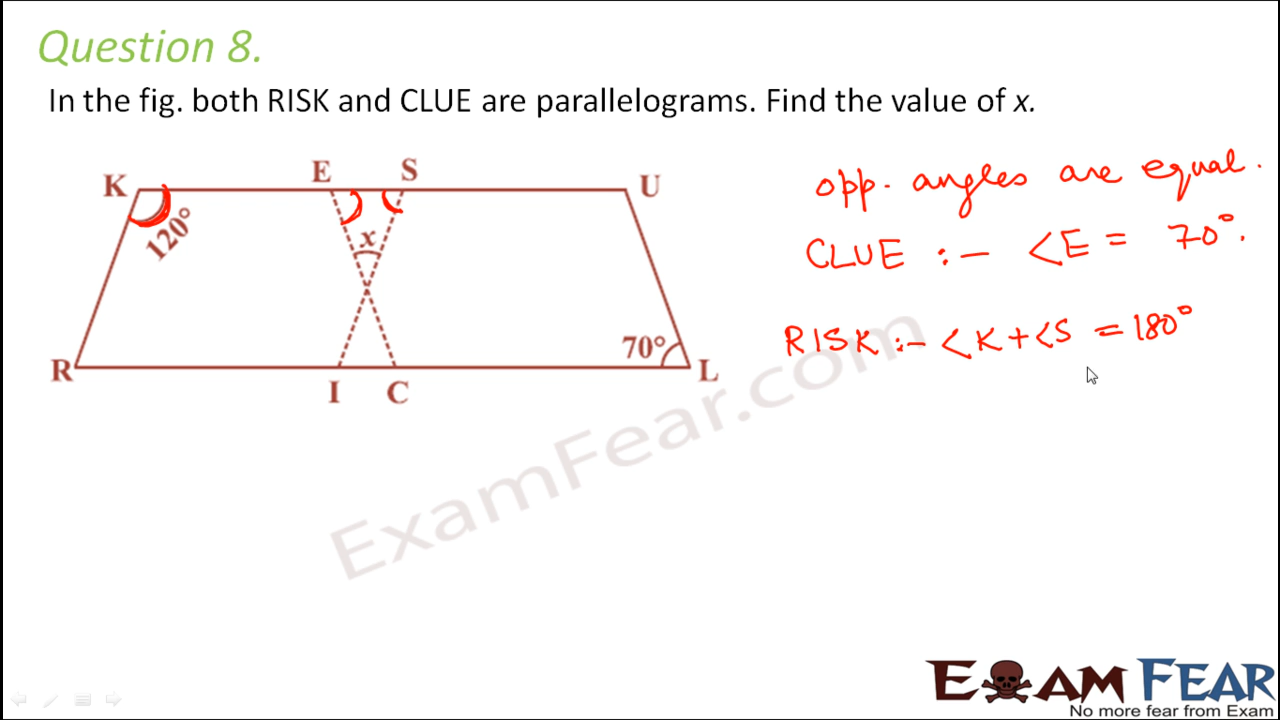 Question 8.
In the fig. both RISK and CLUE are parallelograms. Find the value of x.
K
E
S
U
120°
x
70°
R
I
C
L
opp. angles are equal.
CLUE :- <E = 70°.
RISK :- <K+<S = 180°
ExamFear.com
EXAM FEAR
No more fear from Exam